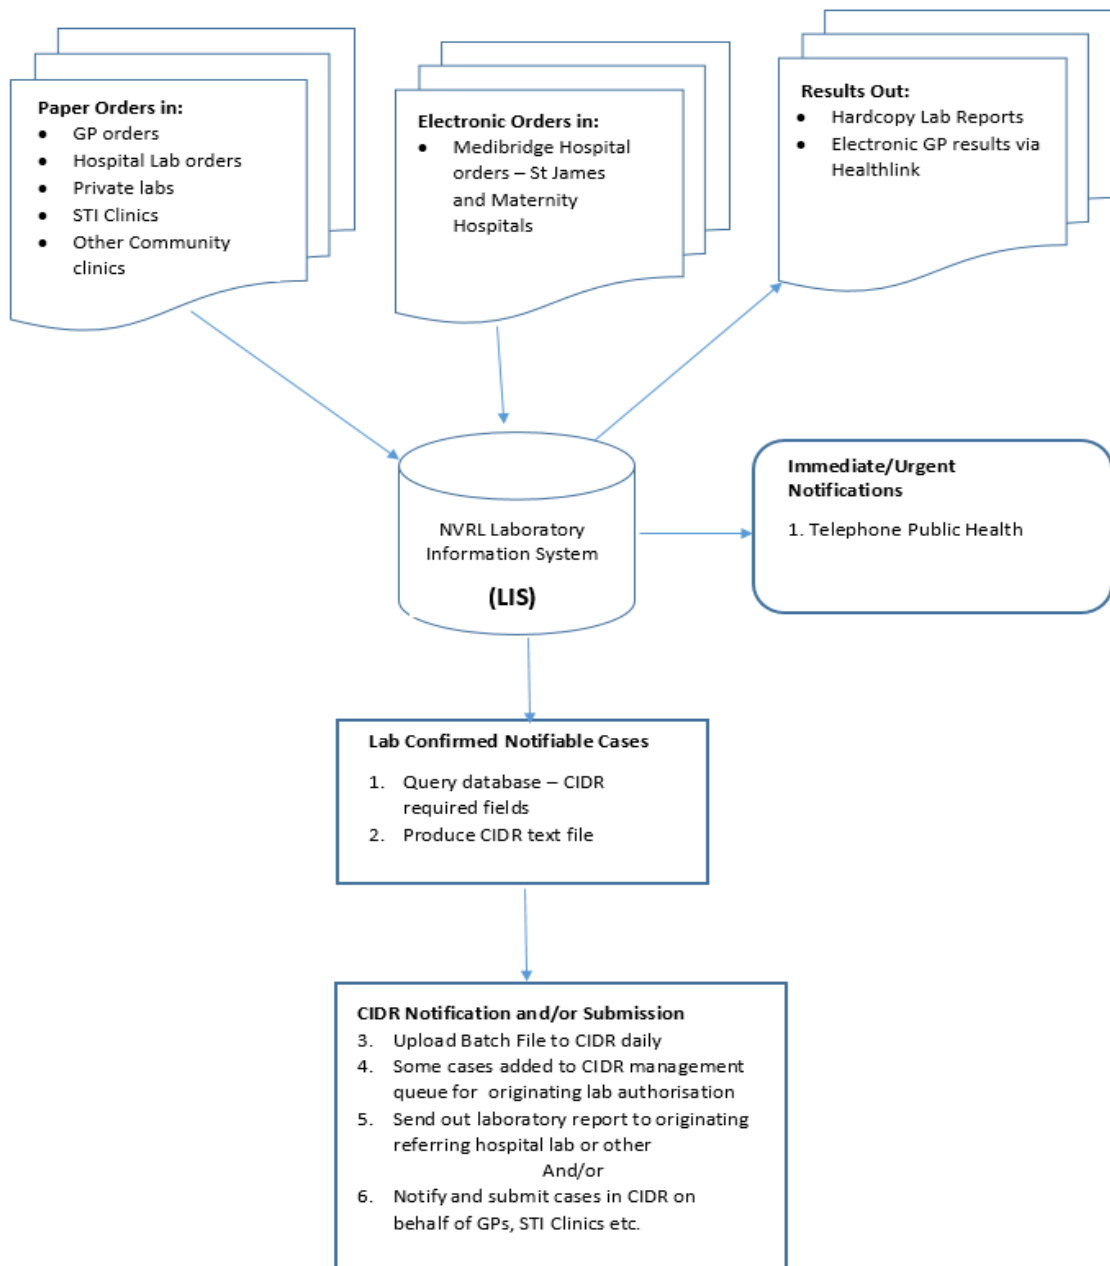 Paper Orders in:
● GP orders
● Hospital Lab orders
● Private labs
● STI Clinics
● Other Community
clinics
Electronic Orders in:
● Medibridge Hospital
orders – St James
and Maternity
Hospitals
Results Out:
● Hardcopy Lab Reports
● Electronic GP results via
Healthlink
NVRL Laboratory
Information System
(LIS)
Immediate/Urgent
Notifications
1. Telephone Public Health
Lab Confirmed Notifiable Cases
1. Query database – CIDR
required fields
2. Produce CIDR text file
CIDR Notification and/or Submission
3. Upload Batch File to CIDR daily
4. Some cases added to CIDR management
queue for originating lab authorisation
5. Send out laboratory report to originating
referring hospital lab or other
And/or
6. Notify and submit cases in CIDR on
behalf of GPs, STI Clinics etc.